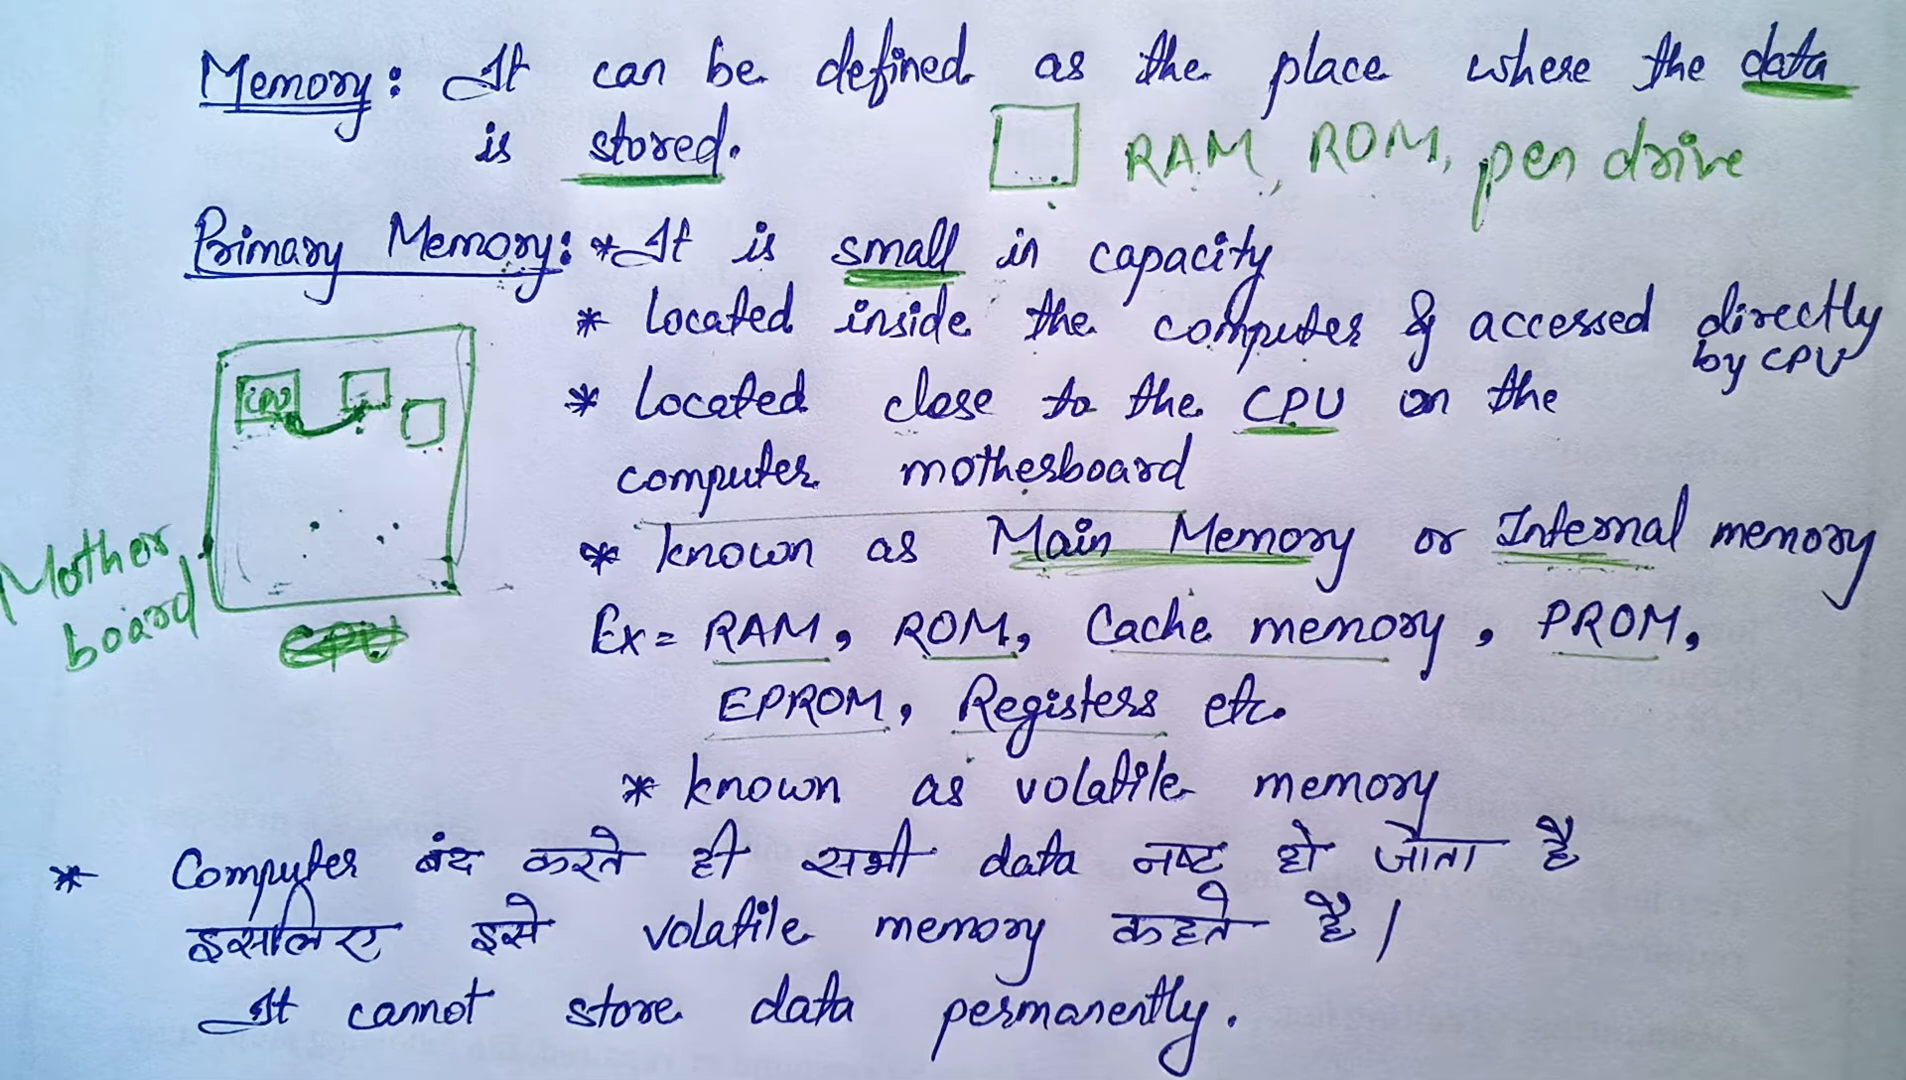 Memory: It can be defined as the place where the data
is stored.
RAM, ROM, pen drive
Primary Memory: * It is small in capacity
* Located inside the computer & accessed directly
by CPU
* Located close to the CPU on the
computer motherboard
* known as Main Memory or Internal memory
Ex = RAM, ROM, Cache memory, PROM,
EPROM, Registers etc.
* known as volatile memory
CPU
Mother
board
CPU
* Computer बंद करते ही सभी data नष्ट हो जाता है
इसलिए इसे volatile memory कहते है।
It cannot store data permanently.